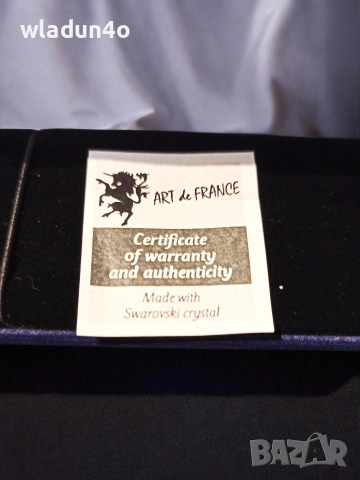 wladun4o
ART de FRANCE
Certificate
of warranty
and authenticity
Made with
Swarovski crystal
BAZAR